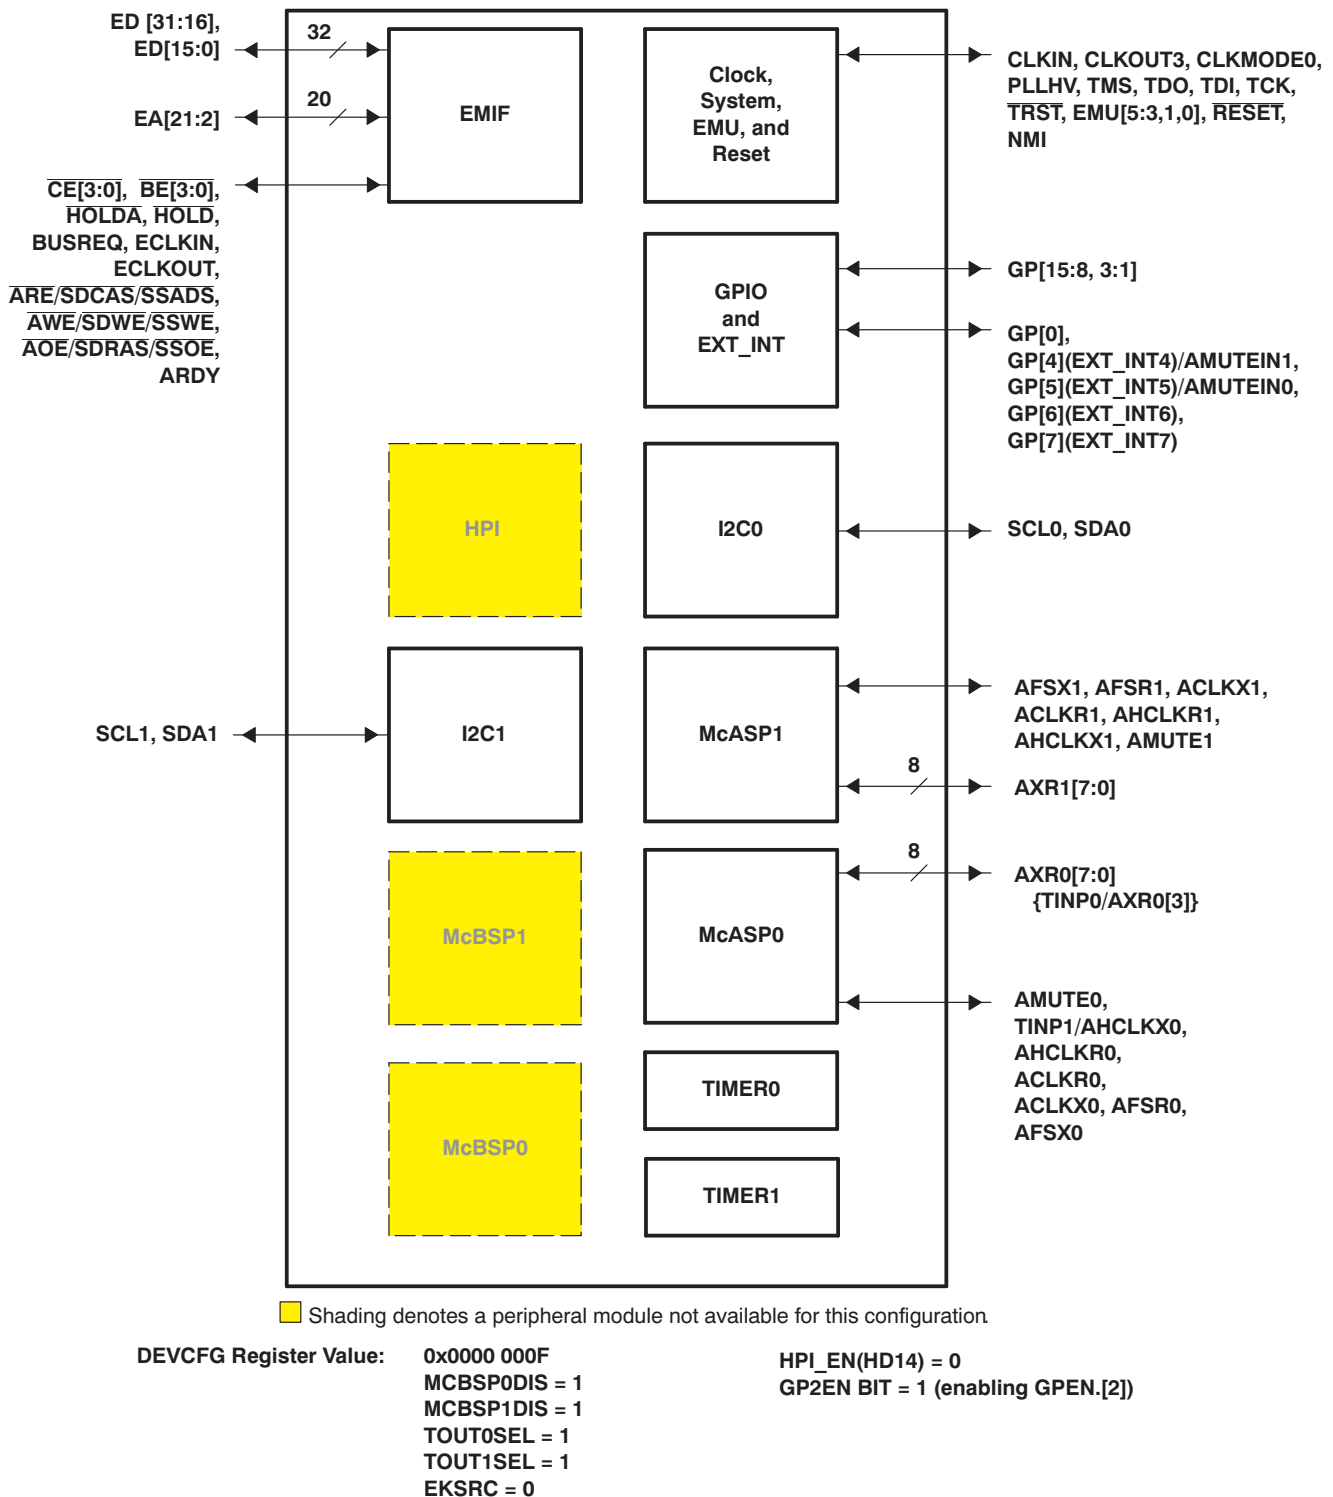 ED [31:16],
ED[15:0]
32
EA[21:2]
20
CE[3:0], BE[3:0],
HOLDA, HOLD,
BUSREQ, ECLKIN,
ECLKOUT,
ARE/SDCAS/SSADS,
AWE/SDWE/SSWE,
AOE/SDRAS/SSOE,
ARDY
EMIF
Clock,
System,
EMU, and
Reset
CLKIN, CLKOUT3, CLKMODE0,
PLLHV, TMS, TDO, TDI, TCK,
TRST, EMU[5:3,1,0], RESET,
NMI
GPIO
and
EXT_INT
GP[15:8, 3:1]
GP[0],
GP[4](EXT_INT4)/AMUTEIN1,
GP[5](EXT_INT5)/AMUTEIN0,
GP[6](EXT_INT6),
GP[7](EXT_INT7)
HPI
I2C0
SCL0, SDA0
SCL1, SDA1
I2C1
McASP1
AFSX1, AFSR1, ACLKX1,
ACLKR1, AHCLKR1,
AHCLKX1, AMUTE1
8
AXR1[7:0]
McBSP1
McASP0
8
AXR0[7:0]
{TINP0/AXR0[3]}
AMUTE0,
TINP1/AHCLKX0,
AHCLKR0,
ACLKR0,
ACLKX0, AFSR0,
AFSX0
McBSP0
TIMER0
TIMER1
Shading denotes a peripheral module not available for this configuration.
DEVCFG Register Value: 0x0000 000F
MCBSP0DIS = 1
MCBSP1DIS = 1
TOUT0SEL = 1
TOUT1SEL = 1
EKSRC = 0
HPI_EN(HD14) = 0
GP2EN BIT = 1 (enabling GPEN.[2])